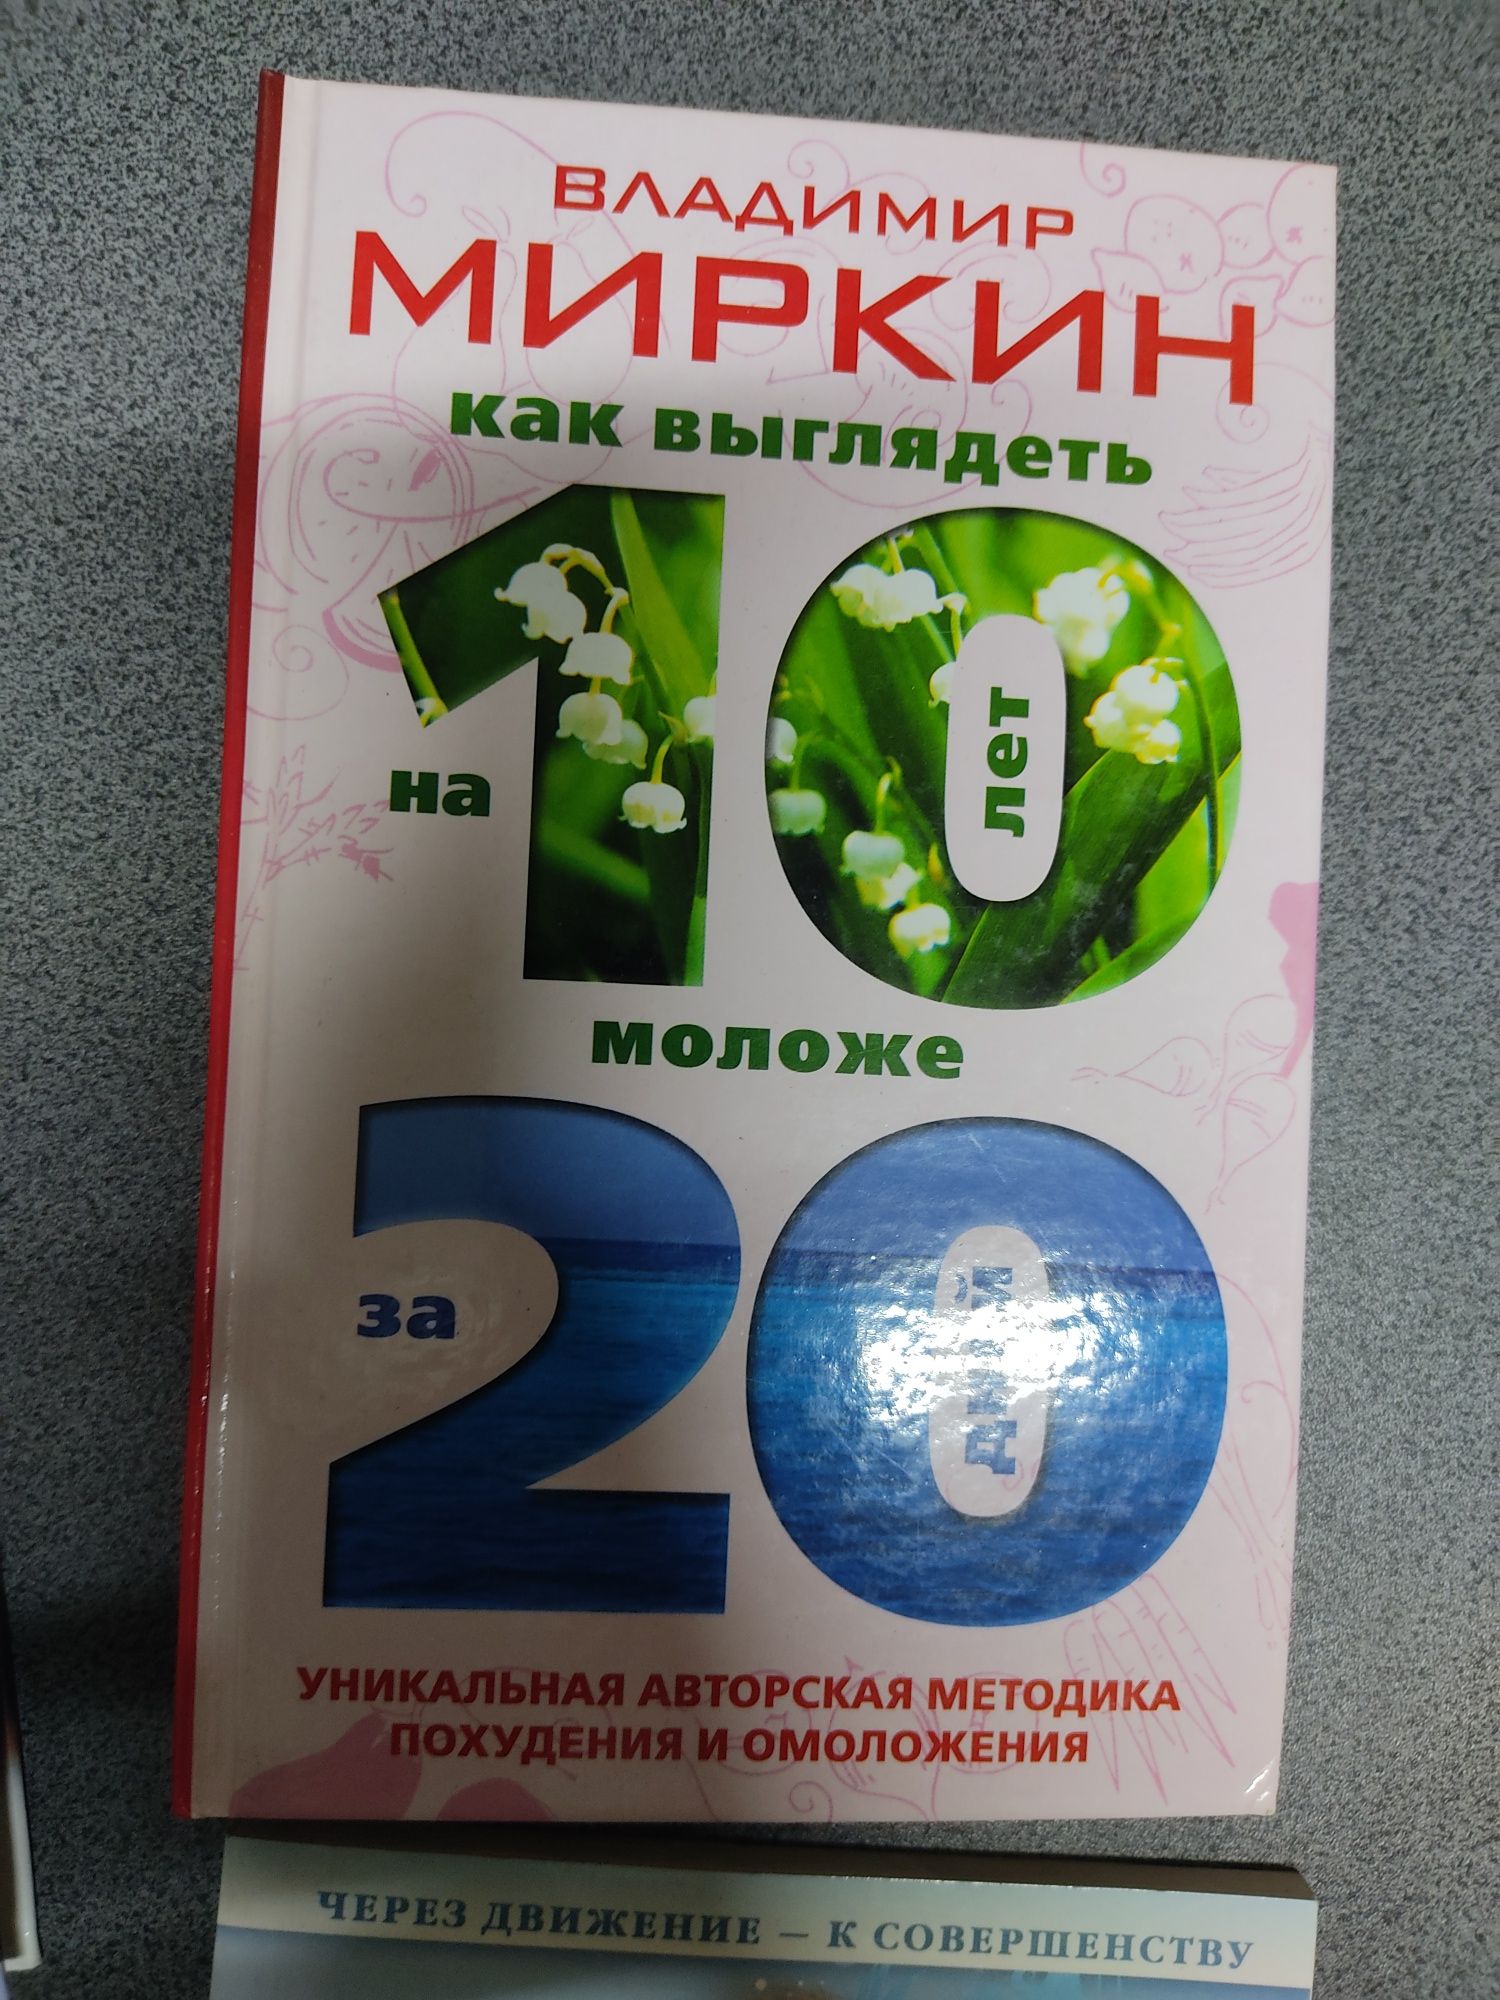 ВЛАДИМИР
МИРКИН
как выглядеть
на 10 лет
моложе
за 20 дней
УНИКАЛЬНАЯ АВТОРСКАЯ МЕТОДИКА
ПОХУДЕНИЯ И ОМОЛОЖЕНИЯ
ЧЕРЕЗ ДВИЖЕНИЕ – К СОВЕРШЕНСТВУ